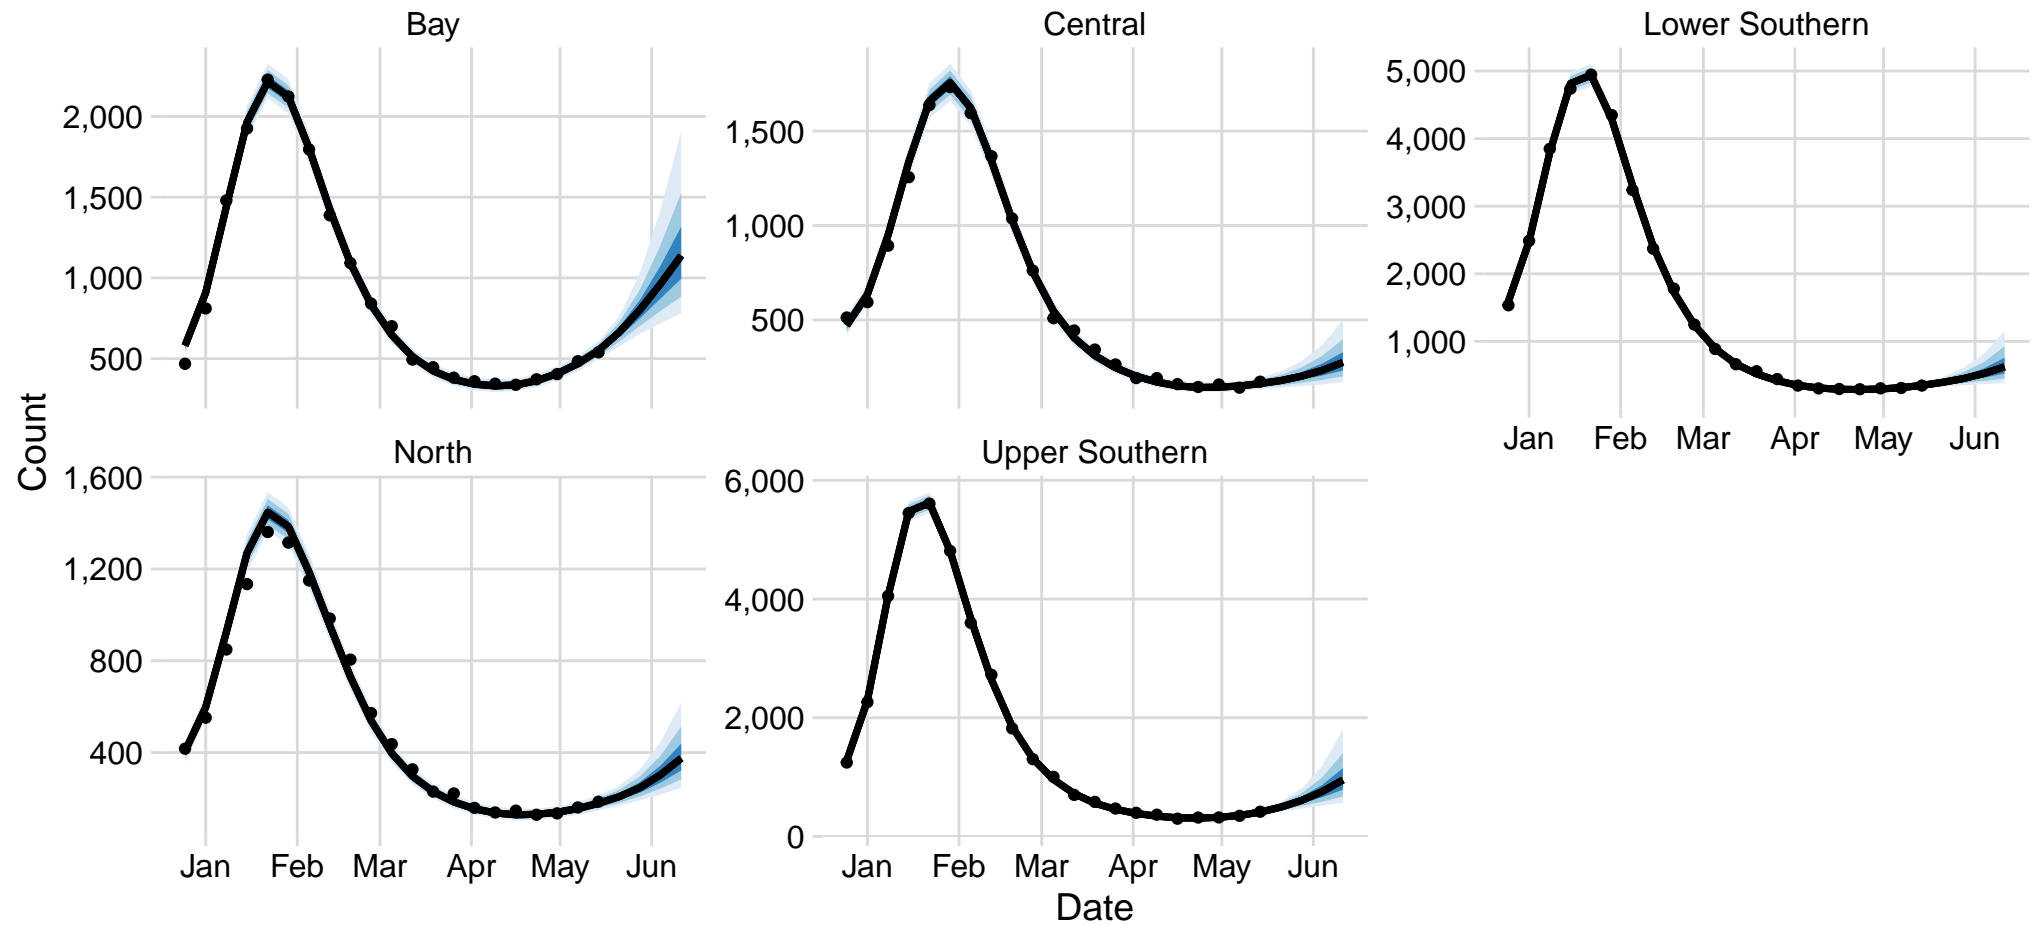 Bay
Central
Lower Southern
2,000
1,500
1,000
500
1,500
1,000
500
5,000
4,000
3,000
2,000
1,000
Jan Feb Mar Apr May Jun
Count
North
Upper Southern
1,600
1,200
800
400
6,000
4,000
2,000
0
Jan Feb Mar Apr May Jun
Jan Feb Mar Apr May Jun
Date